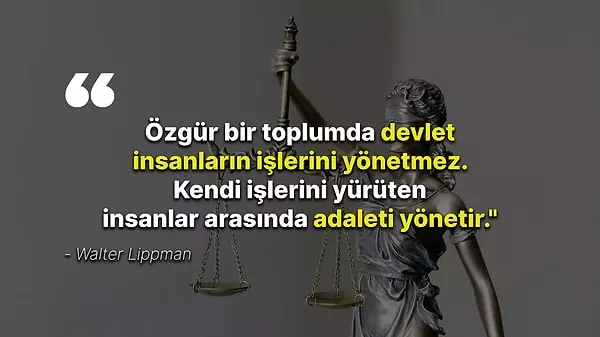 “
Özgür bir toplumda devlet
insanların işlerini yönetmez.
Kendi işlerini yürüten
insanlar arasında adaleti yönetir."
- Walter Lippman